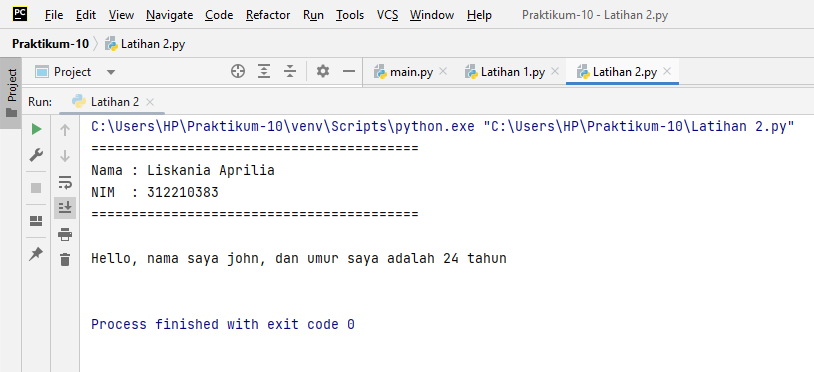 PC File Edit View Navigate Code Refactor Run Tools VCS Window Help Praktikum-10 - Latihan 2.py
Praktikum-10 Latihan 2.py
Project
Project main.py Latihan 1.py Latihan 2.py
Run: Latihan 2
C:\Users\HP\Praktikum-10\venv\Scripts\python.exe "C:\Users\HP\Praktikum-10\Latihan 2.py"
=========================================
Nama : Liskania Aprilia
NIM  : 312210383
=========================================
Hello, nama saya john, dan umur saya adalah 24 tahun
Process finished with exit code 0